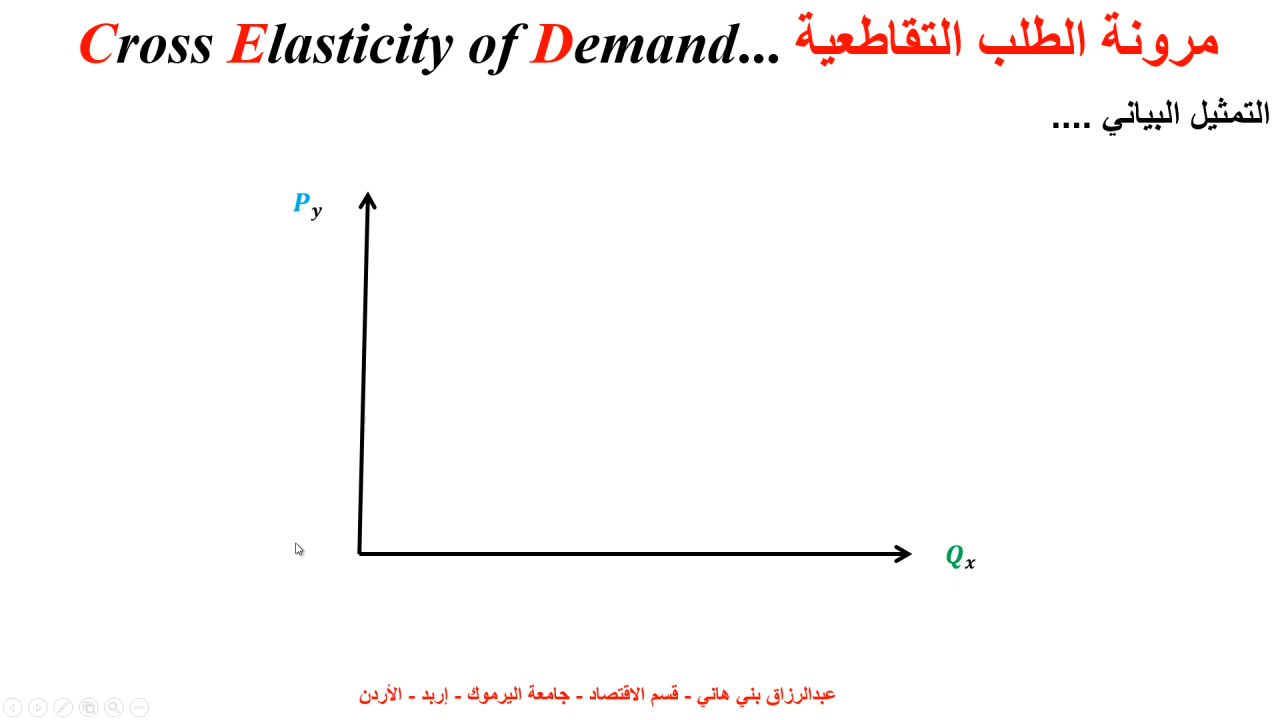 Cross Elasticity of Demand... مرونة الطلب التقاطعية
التمثيل البياني ....
Py
Qx
عبدالرزاق بني هاني - قسم الاقتصاد - جامعة اليرموك - إربد - الأردن